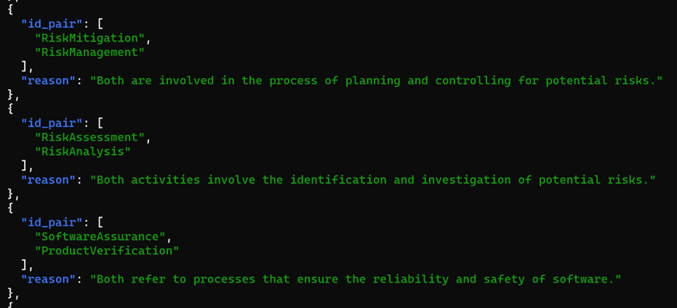 {
"id_pair": [
"RiskMitigation",
"RiskManagement"
],
"reason": "Both are involved in the process of planning and controlling for potential risks."
},
{
"id_pair": [
"RiskAssessment",
"RiskAnalysis"
],
"reason": "Both activities involve the identification and investigation of potential risks."
},
{
"id_pair": [
"SoftwareAssurance",
"ProductVerification"
],
"reason": "Both refer to processes that ensure the reliability and safety of software."
},